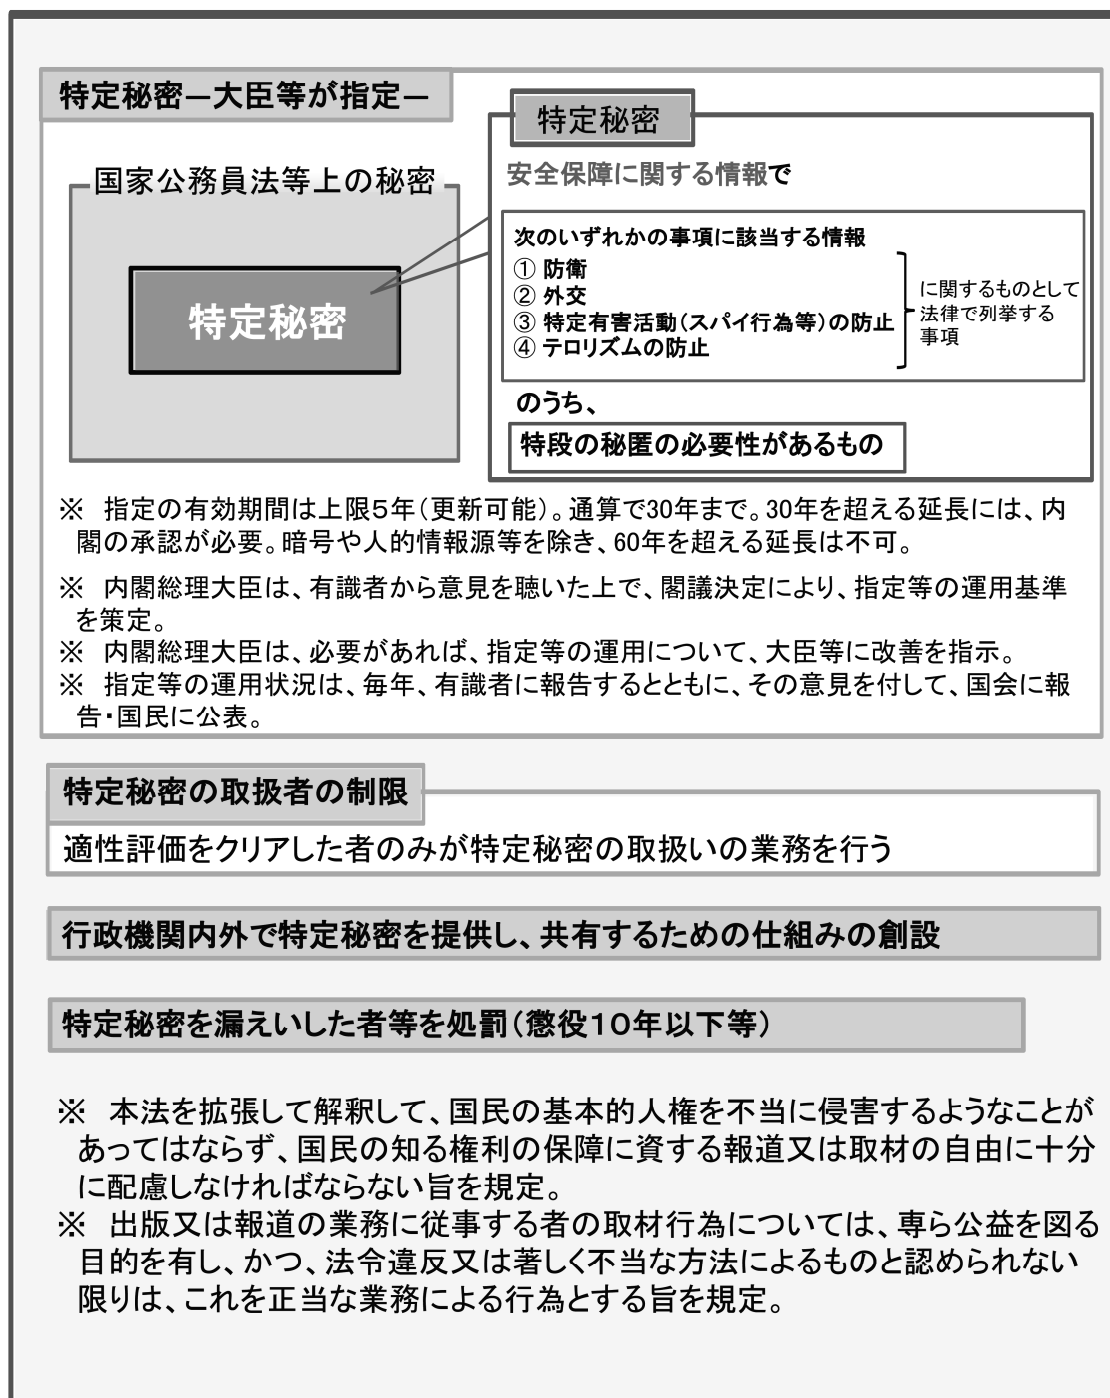 特定秘密―大臣等が指定―
国家公務員法等上の秘密
特定秘密
特定秘密
安全保障に関する情報で
次のいずれかの事項に該当する情報
① 防衛
② 外交
③ 特定有害活動（スパイ行為等）の防止
④ テロリズムの防止
に関するものとして
法律で列挙する
事項
のうち、
特段の秘匿の必要性があるもの
※　指定の有効期間は上限５年（更新可能）。通算で30年まで。30年を超える延長には、内
閣の承認が必要。暗号や人的情報源等を除き、60年を超える延長は不可。
※　内閣総理大臣は、有識者から意見を聴いた上で、閣議決定により、指定等の運用基準
を策定。
※　内閣総理大臣は、必要があれば、指定等の運用について、大臣等に改善を指示。
※　指定等の運用状況は、毎年、有識者に報告するとともに、その意見を付して、国会に報
告・国民に公表。
特定秘密の取扱者の制限
適性評価をクリアした者のみが特定秘密の取扱いの業務を行う
行政機関内外で特定秘密を提供し、共有するための仕組みの創設
特定秘密を漏えいした者等を処罰（懲役１０年以下等）
※　本法を拡張して解釈して、国民の基本的人権を不当に侵害するようなことが
あってはならず、国民の知る権利の保障に資する報道又は取材の自由に十分
に配慮しなければならない旨を規定。
※　出版又は報道の業務に従事する者の取材行為については、専ら公益を図る
目的を有し、かつ、法令違反又は著しく不当な方法によるものと認められない
限りは、これを正当な業務による行為とする旨を規定。